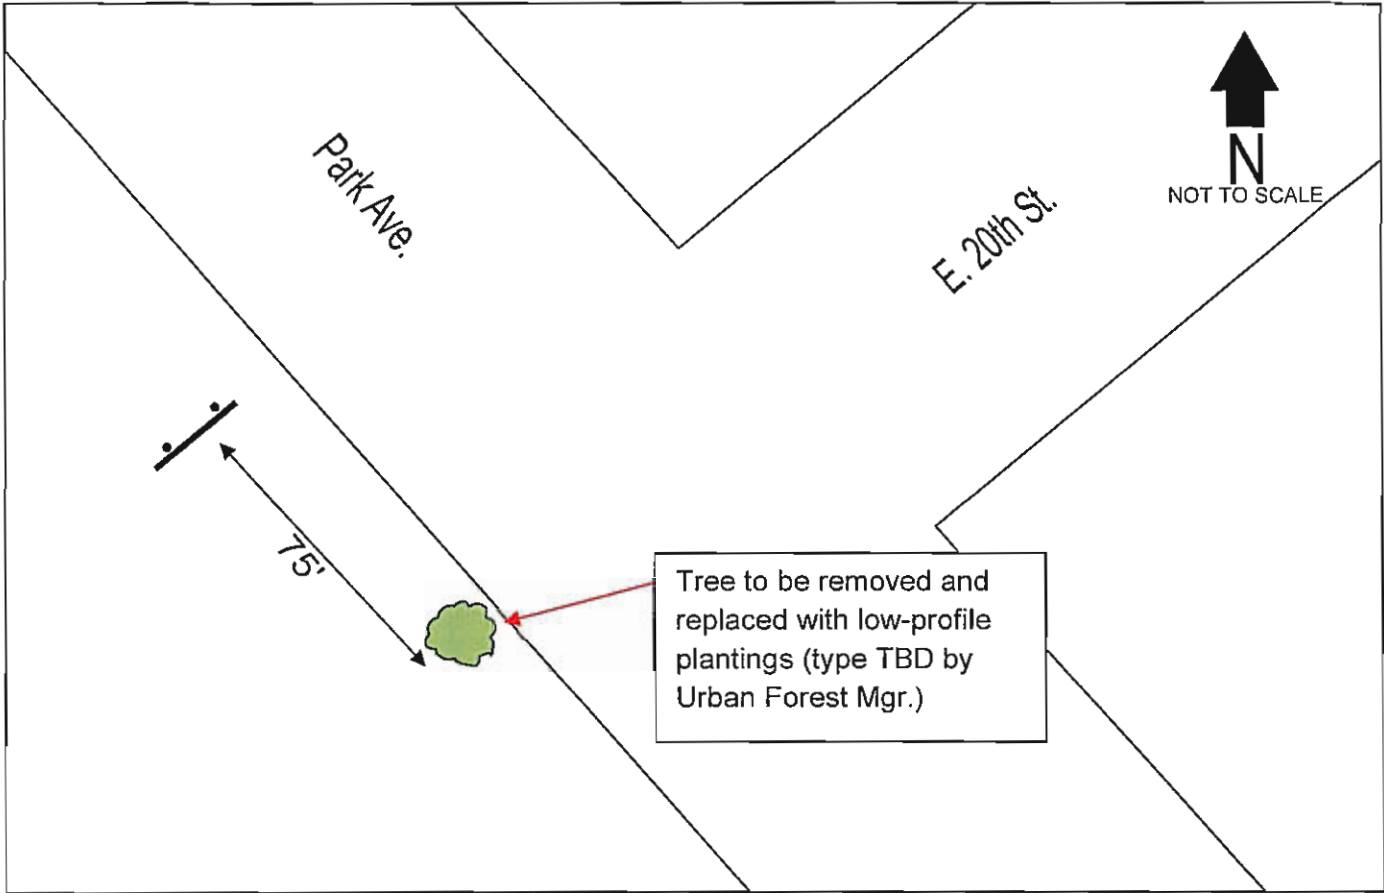 Park Ave.
E. 20th St.
N
NOT TO SCALE
75'
Tree to be removed and
replaced with low-profile
plantings (type TBD by
Urban Forest Mgr.)